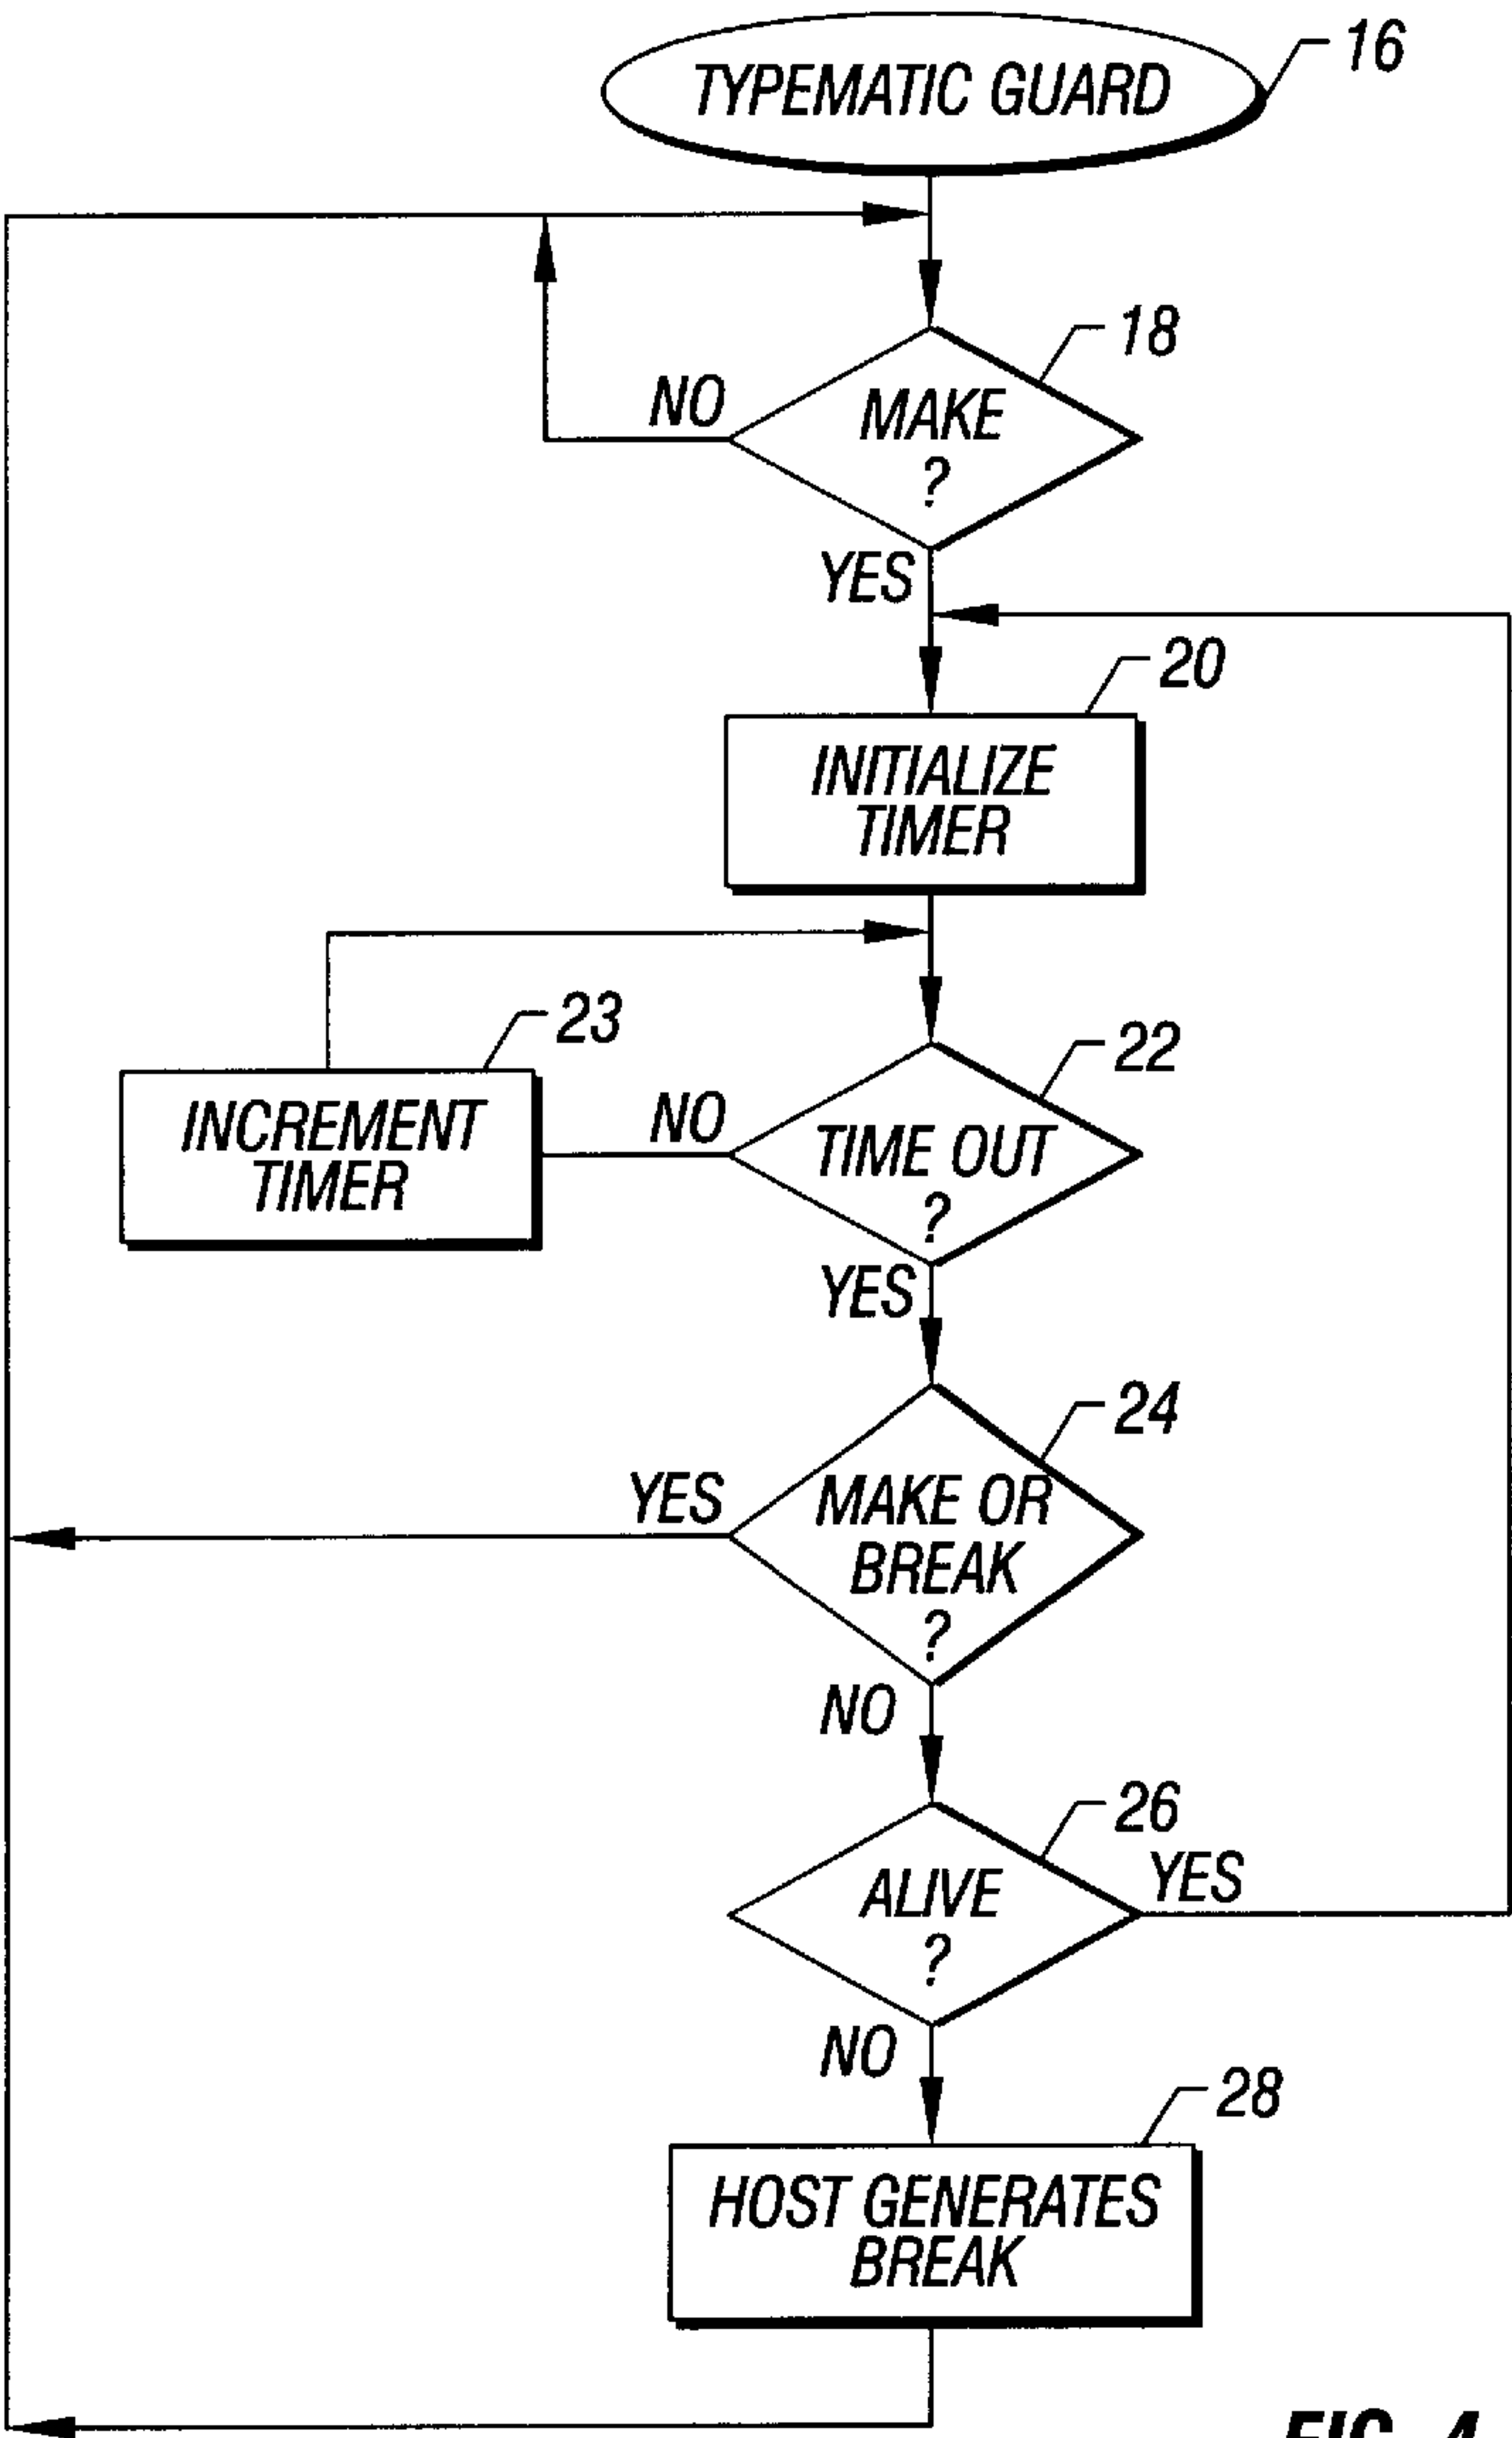 TYPEMATIC GUARD
16
18
NO
MAKE
?
YES
20
INITIALIZE
TIMER
23
22
INCREMENT
TIMER
NO
TIME OUT
?
YES
24
YES
MAKE OR
BREAK
?
NO
26
ALIVE
?
YES
NO
28
HOST GENERATES
BREAK